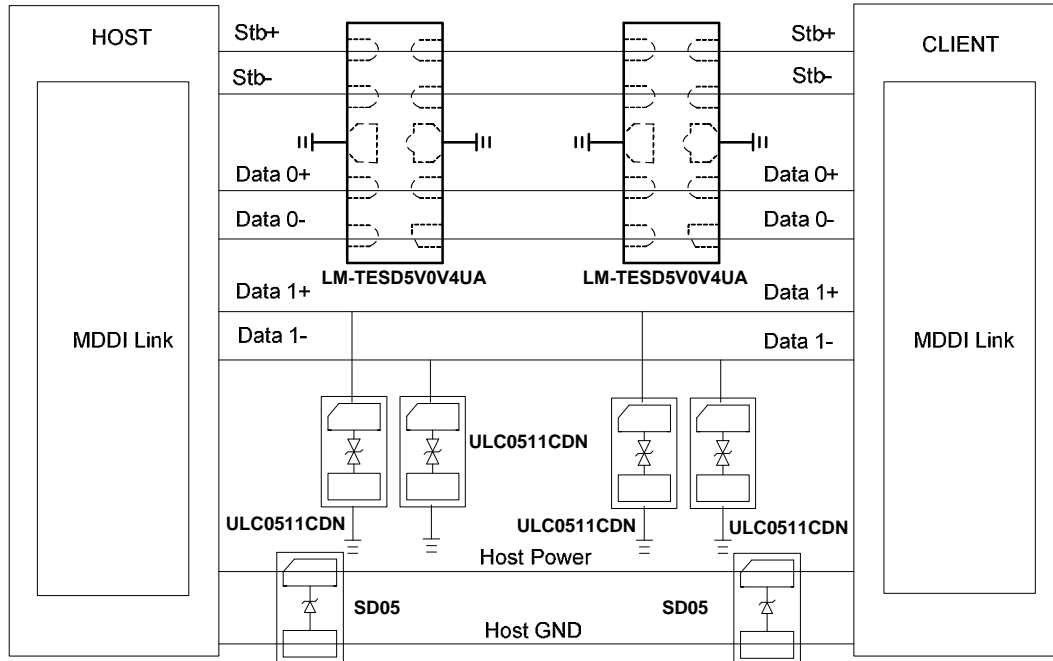 HOST
CLIENT
Stb+
Stb+
Stb-
Stb-
Data 0+
Data 0+
Data 0-
Data 0-
LM-TESD5V0V4UA
LM-TESD5V0V4UA
Data 1+
Data 1+
MDDI Link
Data 1-
Data 1-
MDDI Link
ULC0511CDN
ULC0511CDN
ULC0511CDN
ULC0511CDN
Host Power
SD05
SD05
Host GND